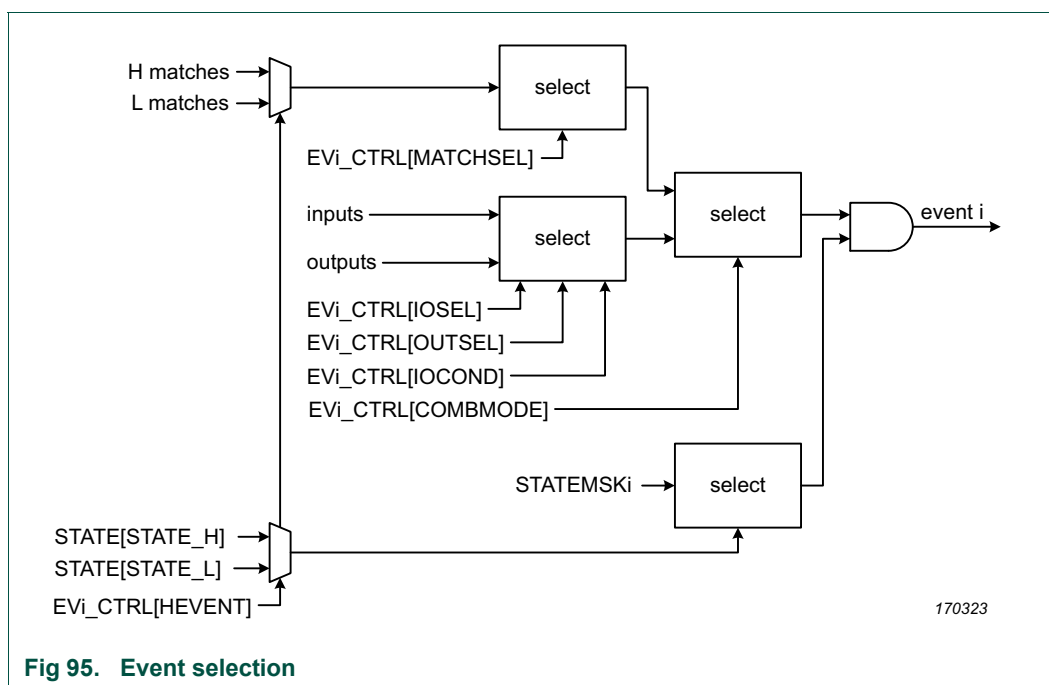 H matches
L matches
select
EVi_CTRL[MATCHSEL]
inputs
outputs
select
select
event i
EVi_CTRL[IOSEL]
EVi_CTRL[OUTSEL]
EVi_CTRL[IOCOND]
EVi_CTRL[COMBMODE]
STATEMSKi
select
STATE[STATE_H]
STATE[STATE_L]
EVi_CTRL[HEVENT]
170323
Fig 95. Event selection